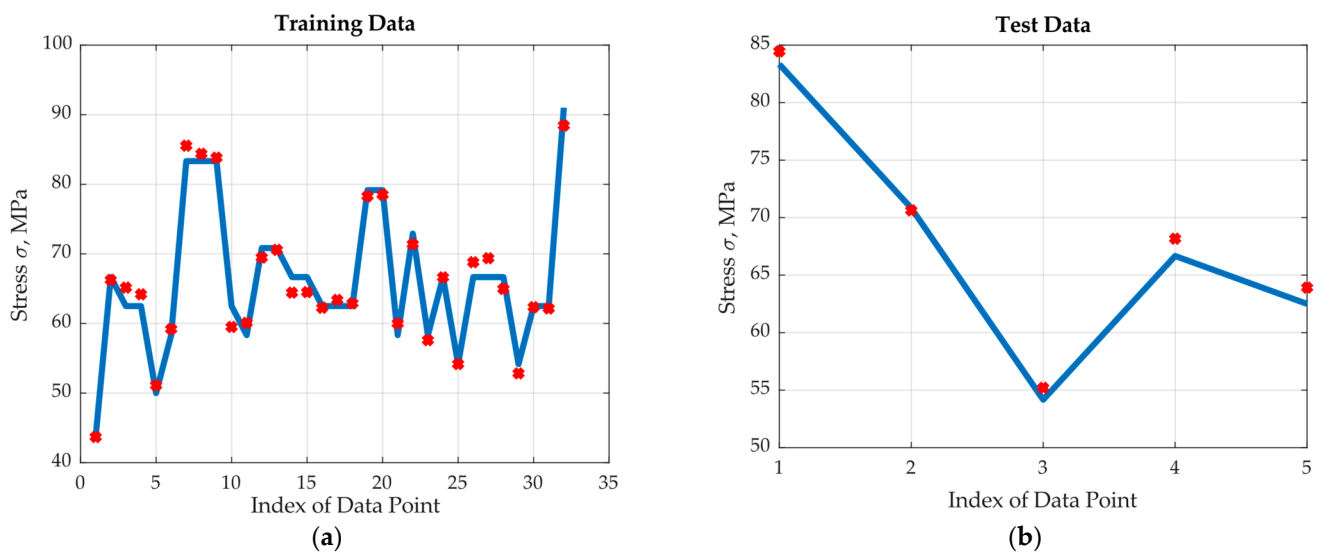 Training Data
100
90
80
70
60
50
40
0 5 10 15 20 25 30 35
Stress σ, MPa
Index of Data Point
(a)
Test Data
85
80
75
70
65
60
55
50
1 2 3 4 5
Stress σ, MPa
Index of Data Point
(b)